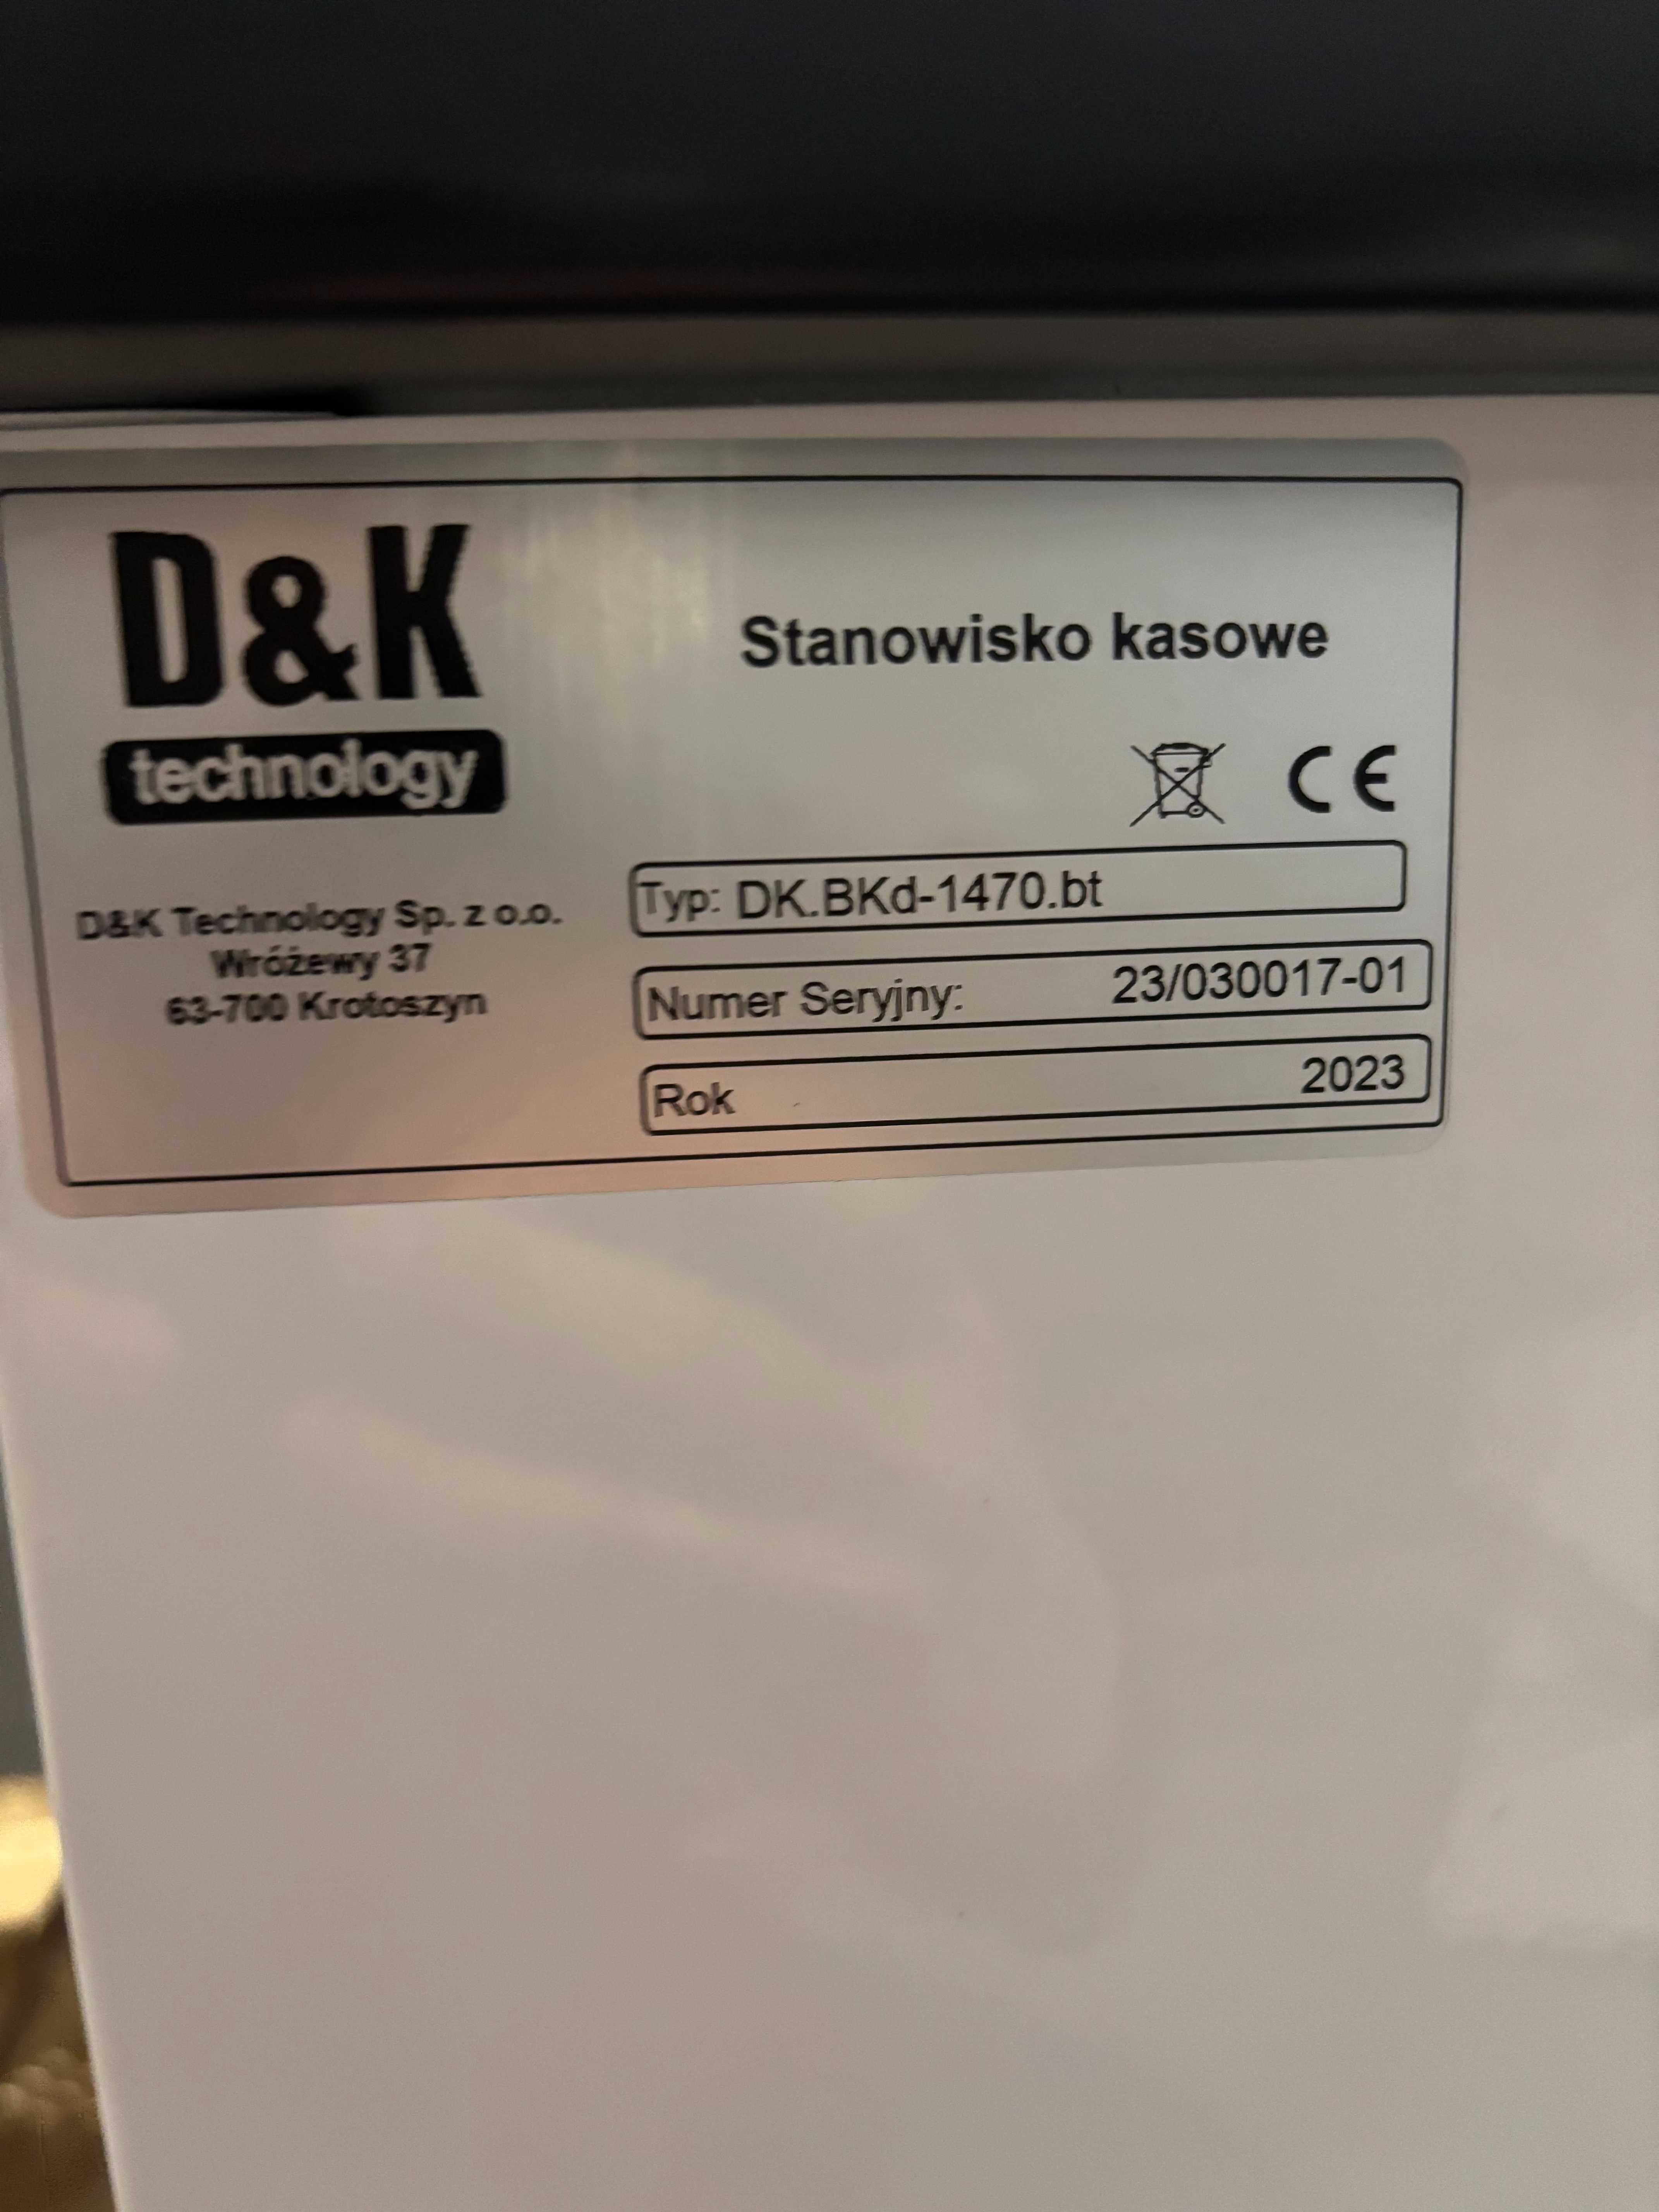 D&K
technology
D&K Technology Sp. z o.o.
Wróżewy 37
63-700 Krotoszyn
Stanowisko kasowe
CE
Typ: DK.BKd-1470.bt
Numer Seryjny: 23/030017-01
Rok 2023